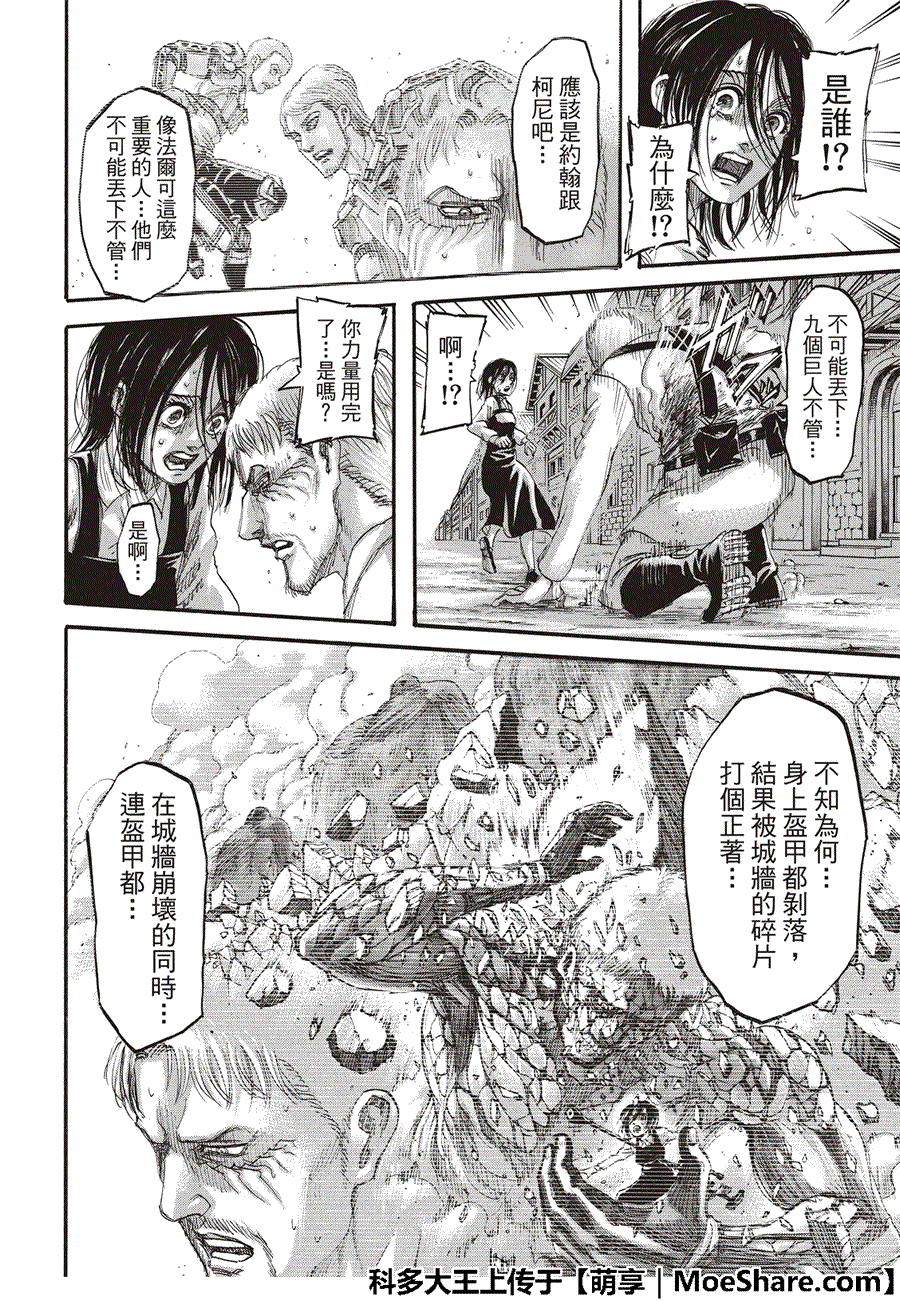 是誰!?
為什麼!?
應該是約翰跟
柯尼吧…
像法爾可這麼
重要的人…他們
不可能丟下不管…
不可能丟下…
九個巨人不管…
啊…!?
你力量用完
了…是嗎？
是啊…
不知為何…
身上盔甲都剝落，
結果被城牆的碎片
打個正著…
在城牆崩壞的同時…
連盔甲都…
科多大王上传于【萌享｜MoeShare.com】